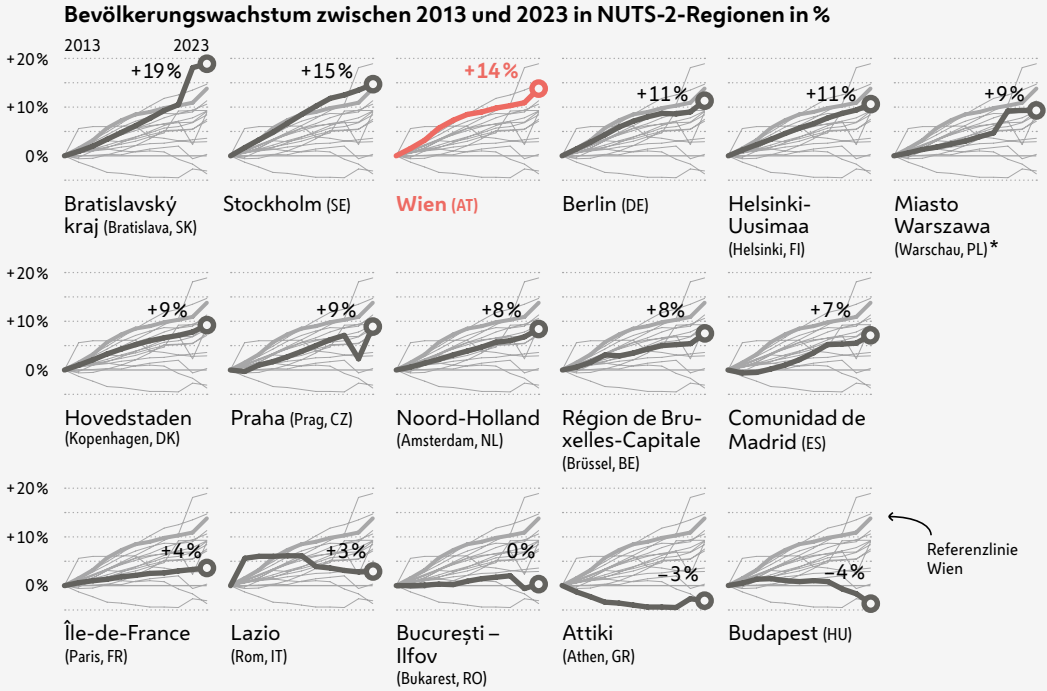 Bevölkerungswachstum zwischen 2013 und 2023 in NUTS-2-Regionen in %
2013 2023
+20 %
+10 %
0 %
+19 %
+15 %
+14 %
+11 %
+11 %
+9 %
Bratislavský
kraj (Bratislava, SK)
Stockholm (SE)
Wien (AT)
Berlin (DE)
Helsinki-
Uusimaa
(Helsinki, FI)
Miasto
Warszawa
(Warschau, PL) *
+20 %
+10 %
0 %
+9 %
+9 %
+8 %
+8 %
+7 %
Hovedstaden
(Kopenhagen, DK)
Praha (Prag, CZ)
Noord-Holland
(Amsterdam, NL)
Région de Bru-
xelles-Capitale
(Brüssel, BE)
Comunidad de
Madrid (ES)
+20 %
+10 %
0 %
+4 %
+3 %
0 %
–3 %
–4 %
Referenzlinie
Wien
Île-de-France
(Paris, FR)
Lazio
(Rom, IT)
București –
Ilfov
(Bukarest, RO)
Attiki
(Athen, GR)
Budapest (HU)